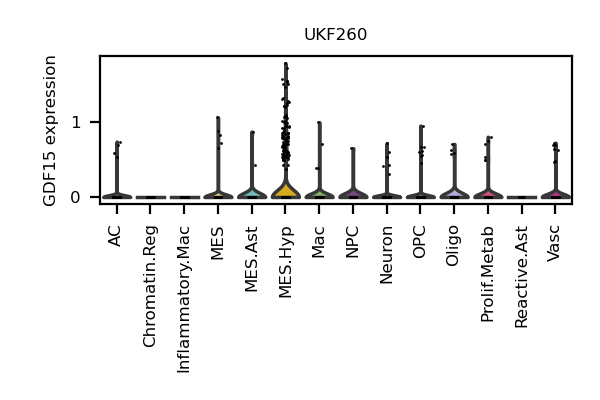 UKF260
GDF15 expression
1
0
AC
Chromatin.Reg
Inflammatory.Mac
MES
MES.Ast
MES.Hyp
Mac
NPC
Neuron
OPC
Oligo
Prolif.Metab
Reactive.Ast
Vasc